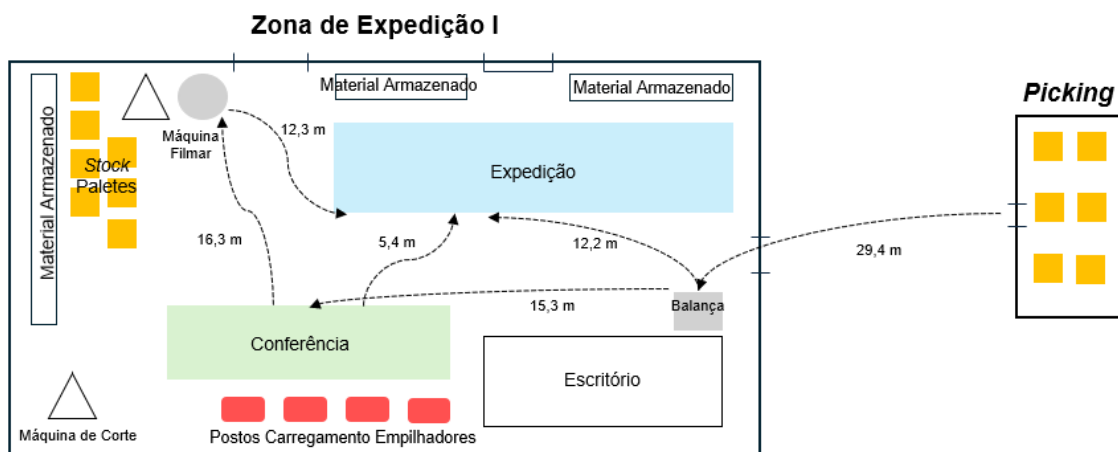 Zona de Expedição I
Picking
Material Armazenado
Material Armazenado
Material Armazenado
Máquina
Filmar
12,3 m
Stock
Paletes
Expedição
16,3 m
5,4 m
12,2 m
29,4 m
15,3 m
Balança
Conferência
Escritório
Máquina de Corte
Postos Carregamento Empilhadores